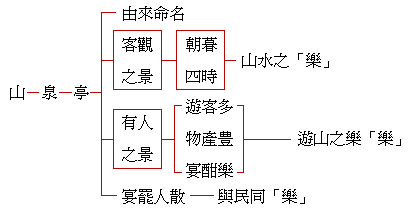 山 泉 亭
由來命名
客觀
之景
朝暮
四時
山水之「樂」
有人
之景
遊客多
物產豊
宴酣樂
遊山之樂「樂」
宴罷人散
與民同「樂」